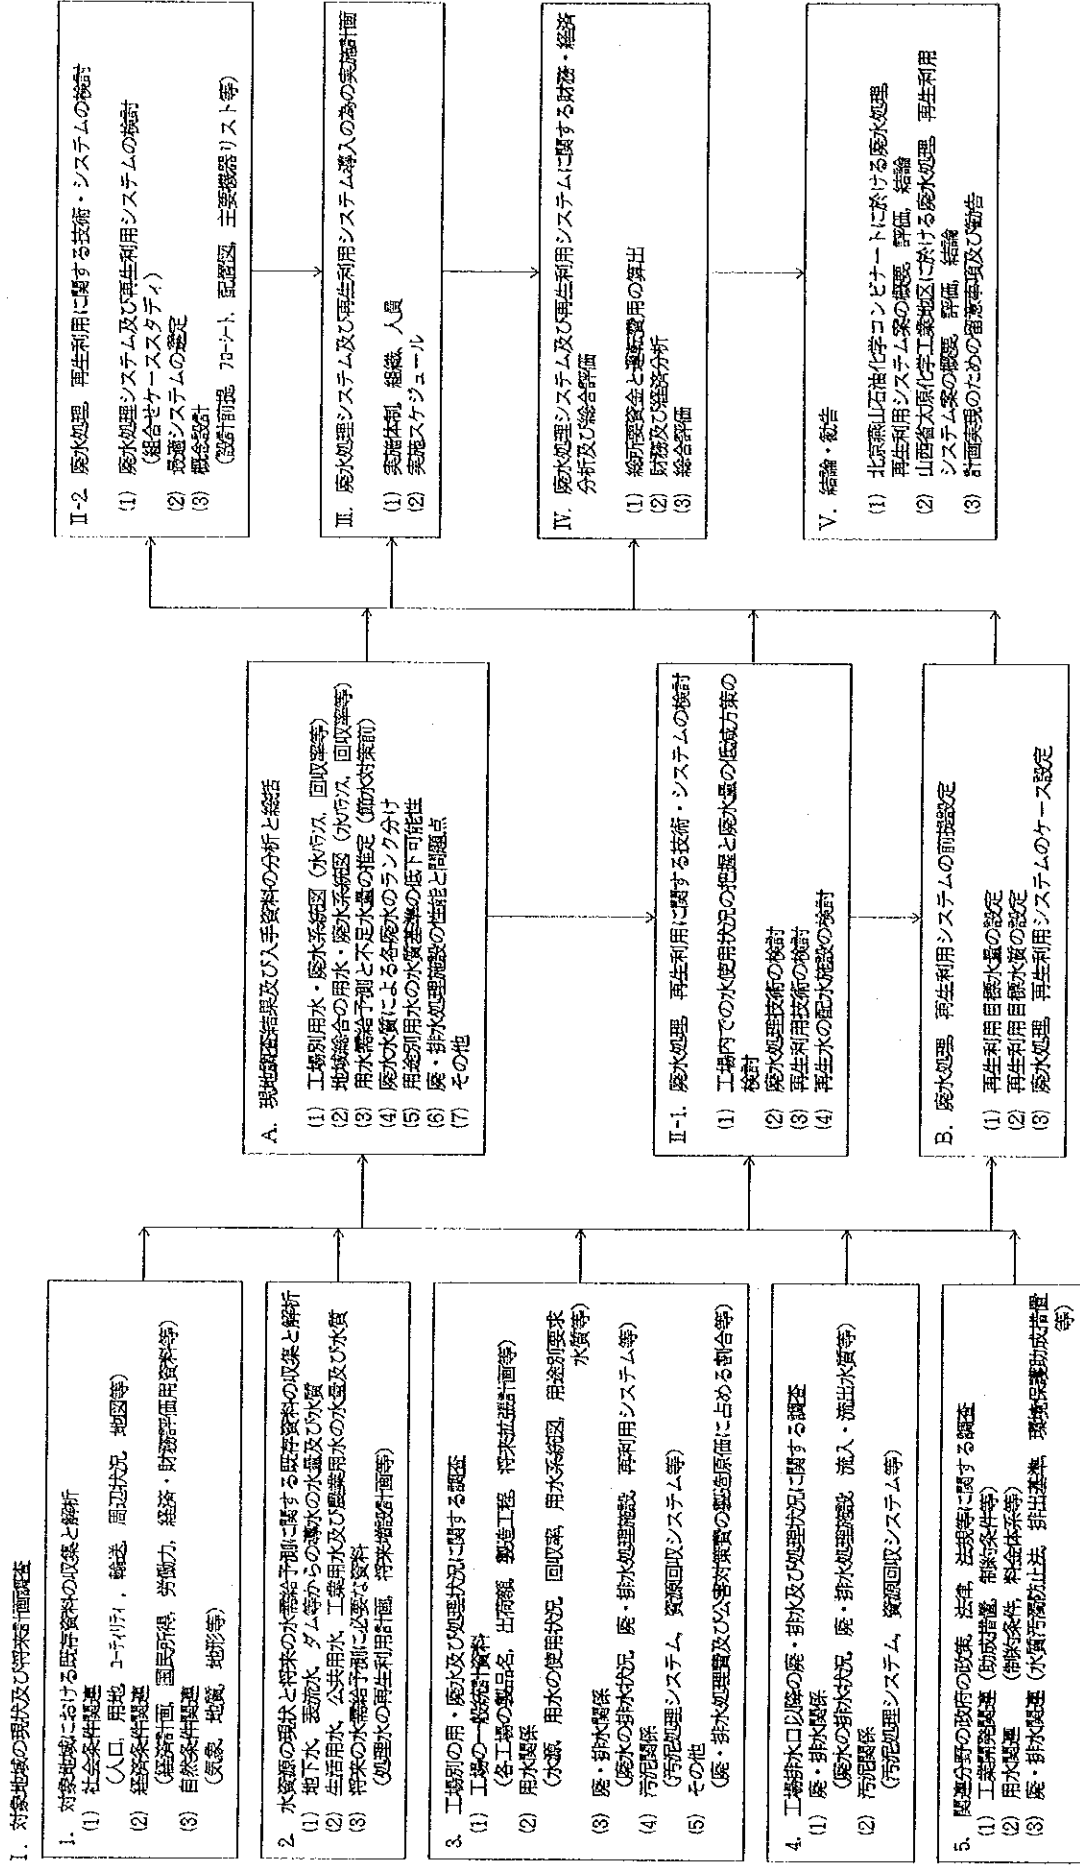 I. 対象地域の現状及び将来計画調査
1. 対象地域における既存資料の収集と解析
(1) 社会条件関連
(人口, 用地, ユーティリティ, 輸送, 周辺状況, 地図等)
(2) 経済条件関連
(経済計画, 国民所得, 労働力, 経済・財務評価用資料等)
(3) 自然条件関連
(気象, 地質, 地形等)
2. 水資源の現状と将来の水需給予測に関する既存資料の収集と解析
(1) 地下水, 表流水, ダム等からの導水の水量及び水質
(2) 生活用水, 公共用水, 工業用水及び農業用水の水量及び水質
(3) 将来の水需給予測に必要な資料
(処理水の再生利用計画, 将来増設計画等)
3. 工場別の用・廃水及び処理状況に関する調査
(1) 工場の一般統計資料
(各工場の製品名, 出荷額, 製造工程, 将来拡張計画等)
(2) 用水関係
(水源, 用水の使用状況, 回収率, 用水系統図, 用途別要求
水質等)
(3) 廃・排水関係
(廃水の排水状況, 廃・排水処理施設, 再利用システム等)
(4) 汚泥関係
(汚泥処理システム, 資源回収システム等)
(5) その他
(廃・排水処理費及び公害対策費の製造原価に占める割合等)
4. 工場排水口以降の廃・排水及び処理状況に関する調査
(1) 廃・排水関係
(廃水の排水状況, 廃・排水処理施設, 流入・流出水質等)
(2) 汚泥関係
(汚泥処理システム, 資源回収システム等)
5. 関連分野の政府の政策, 法律, 法規等に関する調査
(1) 工業開発関連 (助成措置, 制約条件等)
(2) 用水関連 (制約条件, 料金体系等)
(3) 廃・排水関連 (水質汚濁防止法, 排出基準, 環境保護助成措置
等)
A. 現地調査結果及び入手資料の分析と総括
(1) 工場別用水・廃水系統図 (水バランス, 回収率等)
(2) 地域総合の用水・廃水系統図 (水バランス, 回収率等)
(3) 用水需給予測と不足水量の推定 (節水対策前)
(4) 廃水水質による各廃水のランク分け
(5) 用途別用水の水質基準の低下可能性
(6) 廃・排水処理施設の性能と問題点
(7) その他
II-1. 廃水処理, 再生利用に関する技術・システムの検討
(1) 工場内での水使用状況の把握と廃水量の低減方策の
検討
(2) 廃水処理技術の検討
(3) 再生利用技術の検討
(4) 再生水の配水施設の検討
B. 廃水処理, 再生利用システムの前提設定
(1) 再生利用目標水量の設定
(2) 再生利用目標水質の設定
(3) 廃水処理, 再生利用システムのケース設定
II-2. 廃水処理, 再生利用に関する技術・システムの検討
(1) 廃水処理システム及び再生利用システムの検討
(組合せケーススタディ)
(2) 最適システムの選定
(3) 概念設計
(設計前提, フローシート, 配置図, 主要機器リスト等)
III. 廃水処理システム及び再生利用システム導入の為の実施計画
(1) 実施体制, 組織, 人員
(2) 実施スケジュール
IV. 廃水処理システム及び再生利用システムに関する財務・経済
分析及び総合評価
(1) 総所要資金と運転費用の算出
(2) 財務及び経済分析
(3) 総合評価
V. 結論・勧告
(1) 北京燕山石油化学コンビナートに於ける廃水処理,
再生利用システム案の概要, 評価, 結論
(2) 山西省太原化学工業地区に於ける廃水処理, 再生利用
システム案の概要, 評価, 結論
(3) 計画実現のための留意事項及び勧告